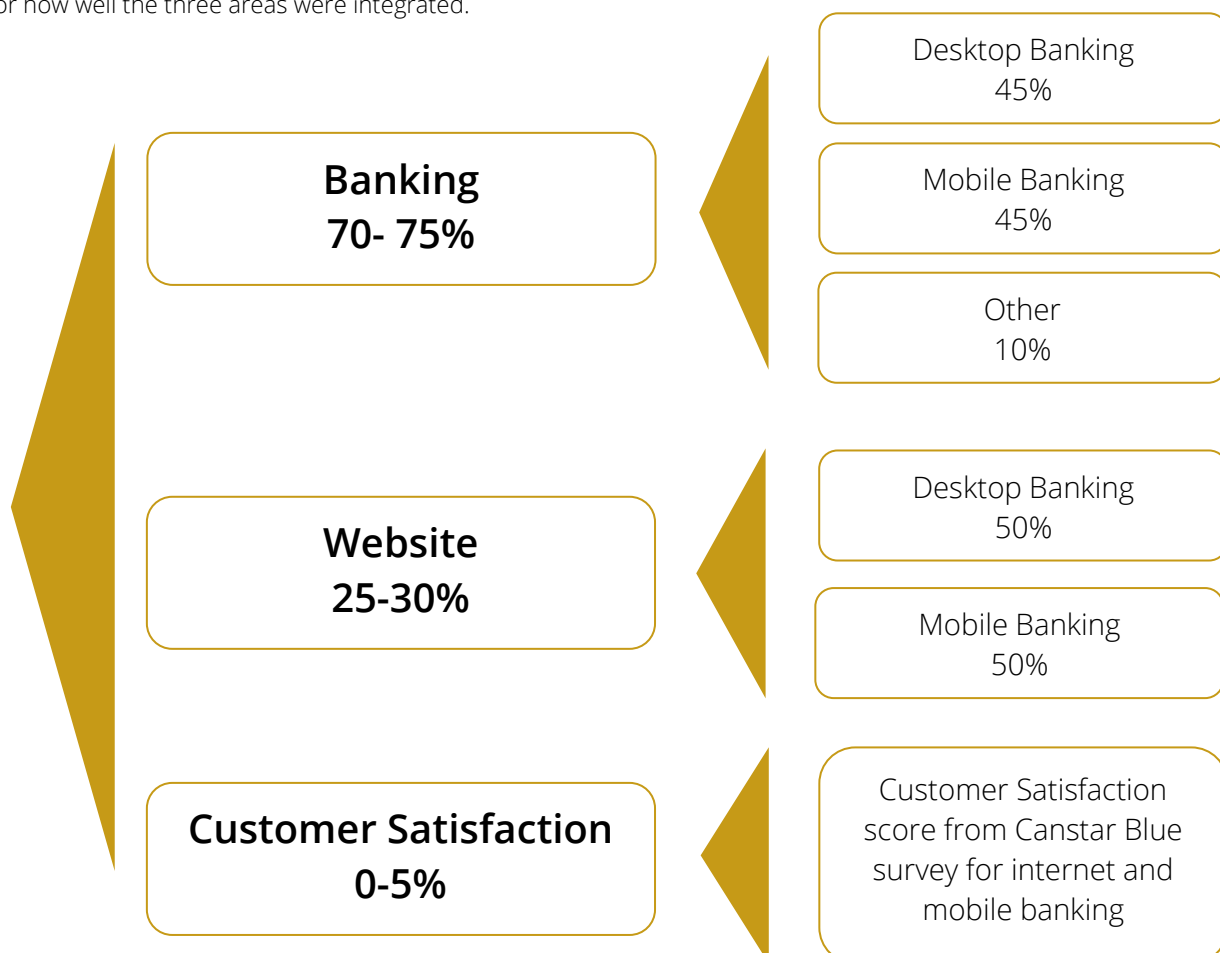 or how well the three areas were integrated.
Desktop Banking
45%
Banking
70- 75%
Mobile Banking
45%
Other
10%
Website
25-30%
Desktop Banking
50%
Mobile Banking
50%
Customer Satisfaction
0-5%
Customer Satisfaction
score from Canstar Blue
survey for internet and
mobile banking